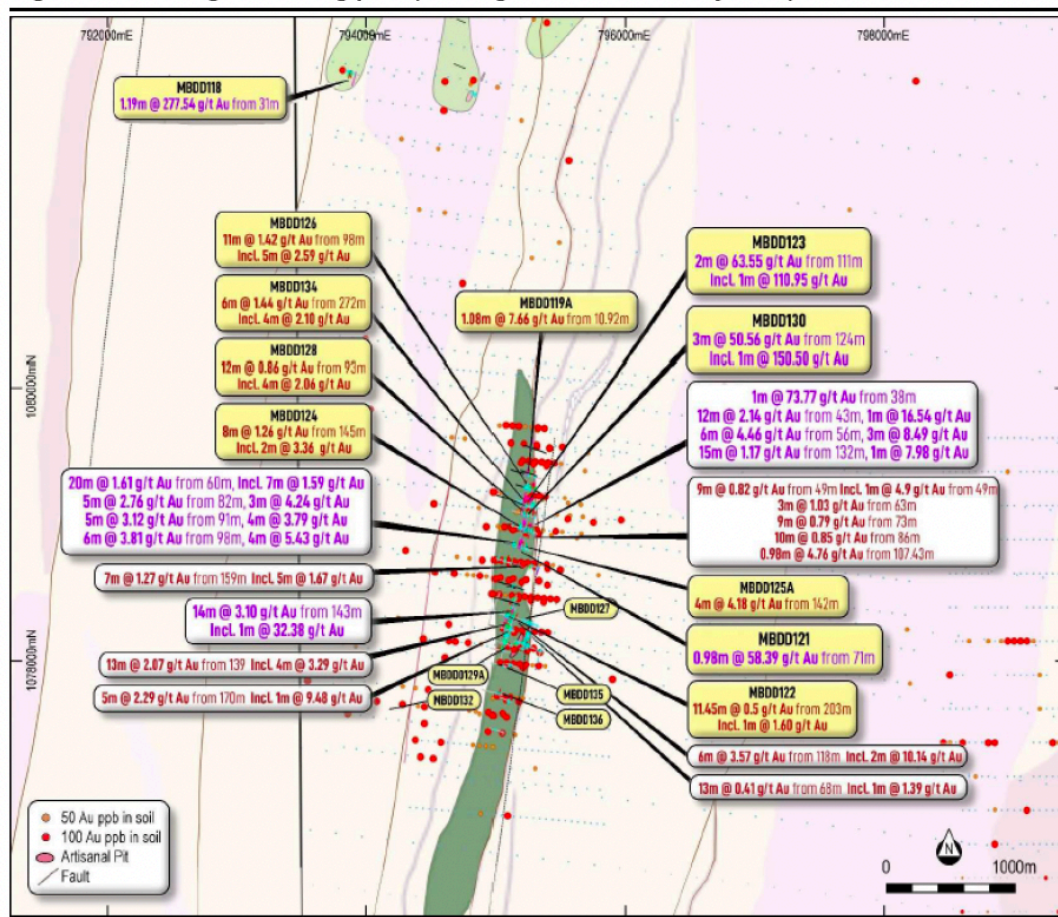 792000mE
794000mE
796000mE
798000mE
MBDD118
1.19m @ 277.54 g/t Au from 31m
MBDD126
11m @ 1.42 g/t Au from 98m
Incl. 5m @ 2.59 g/t Au
MBDD134
6m @ 1.44 g/t Au from 272m
Incl. 4m @ 2.10 g/t Au
MBDD128
12m @ 0.86 g/t Au from 93m
Incl. 4m @ 2.06 g/t Au
MBDD124
8m @ 1.26 g/t Au from 145m
Incl. 2m @ 3.36 g/t Au
20m @ 1.61 g/t Au from 60m, Incl. 7m @ 1.59 g/t Au
5m @ 2.76 g/t Au from 82m, 3m @ 4.24 g/t Au
5m @ 3.12 g/t Au from 91m, 4m @ 3.79 g/t Au
6m @ 3.81 g/t Au from 98m, 4m @ 5.43 g/t Au
7m @ 1.27 g/t Au from 159m Incl. 5m @ 1.67 g/t Au
14m @ 3.10 g/t Au from 143m
Incl. 1m @ 32.38 g/t Au
13m @ 2.07 g/t Au from 139 Incl. 4m @ 3.29 g/t Au
5m @ 2.29 g/t Au from 170m Incl. 1m @ 9.48 g/t Au
MBDD119A
1.08m @ 7.66 g/t Au from 10.92m
MBDD123
2m @ 63.55 g/t Au from 111m
Incl. 1m @ 110.95 g/t Au
MBDD130
3m @ 50.56 g/t Au from 124m
Incl. 1m @ 150.50 g/t Au
1m @ 73.77 g/t Au from 38m
12m @ 2.14 g/t Au from 43m, 1m @ 16.54 g/t Au
6m @ 4.46 g/t Au from 56m, 3m @ 8.49 g/t Au
15m @ 1.17 g/t Au from 132m, 1m @ 7.98 g/t Au
9m @ 0.82 g/t Au from 49m Incl. 1m @ 4.9 g/t Au from 49m
3m @ 1.03 g/t Au from 63m
9m @ 0.79 g/t Au from 73m
10m @ 0.85 g/t Au from 86m
0.98m @ 4.76 g/t Au from 107.43m
MBDD125A
4m @ 4.18 g/t Au from 142m
MBDD121
0.98m @ 58.39 g/t Au from 71m
MBDD122
11.45m @ 0.5 g/t Au from 203m
Incl. 1m @ 1.60 g/t Au
6m @ 3.57 g/t Au from 118m Incl. 2m @ 10.14 g/t Au
13m @ 0.41 g/t Au from 68m Incl. 1m @ 1.39 g/t Au
MBDD127
MBDD0129A
MBDD132
MBDD135
MBDD136
1080000mN
1078000mN
50 Au ppb in soil
100 Au ppb in soil
Artisanal Pit
Fault
N
0 1000m